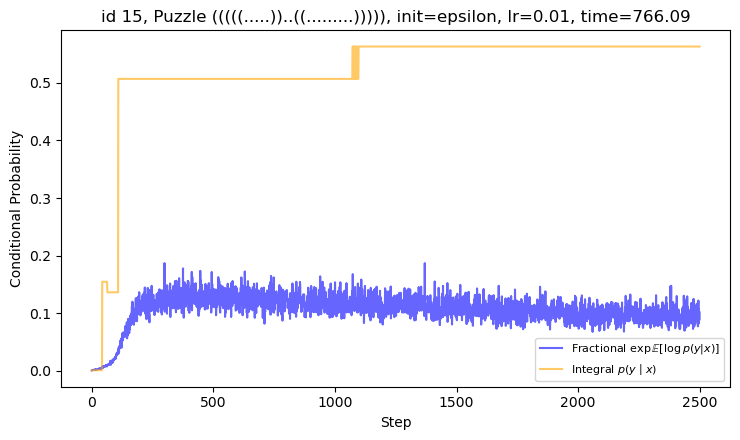 id 15, Puzzle (((((.....))..((.........))))), init=epsilon, lr=0.01, time=766.09
Conditional Probability
0.5
0.4
0.3
0.2
0.1
0.0
Fractional exp𝔼[log p(y|x)]
Integral p(y | x)
0 500 1000 1500 2000 2500
Step